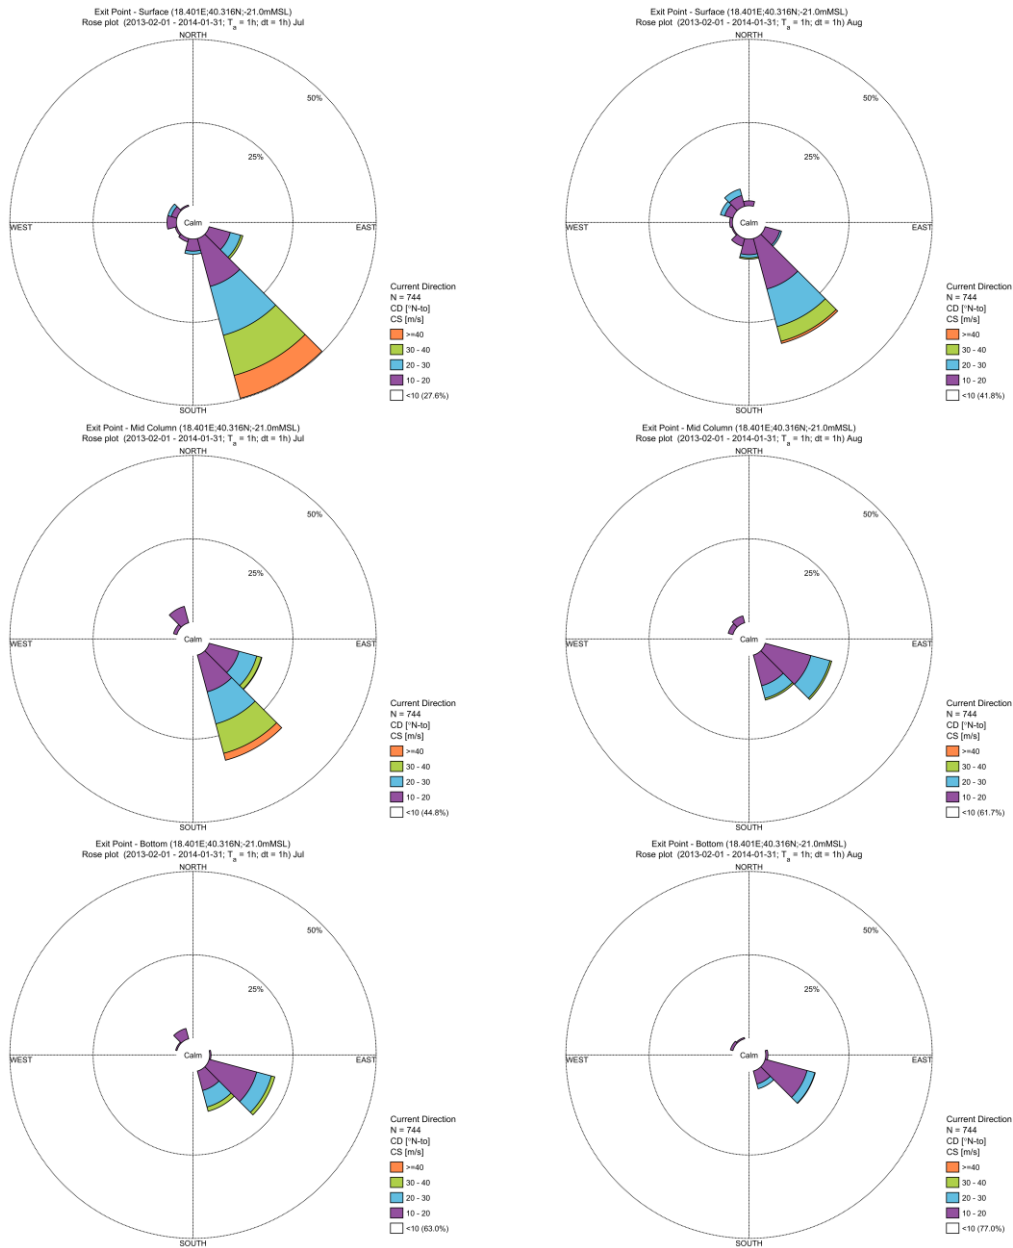 Exit Point - Surface (18.401E;40.316N;-21.0mMSL)
Rose plot (2013-02-01 - 2014-01-31; Ta = 1h; dt = 1h) Jul
NORTH
50%
25%
Calm
WEST
EAST
SOUTH
Current Direction
N = 744
CD [°N-to]
CS [m/s]
>=40
30 - 40
20 - 30
10 - 20
<10 (27.6%)
Exit Point - Surface (18.401E;40.316N;-21.0mMSL)
Rose plot (2013-02-01 - 2014-01-31; Ta = 1h; dt = 1h) Aug
NORTH
50%
25%
Calm
WEST
EAST
SOUTH
Current Direction
N = 744
CD [°N-to]
CS [m/s]
>=40
30 - 40
20 - 30
10 - 20
<10 (41.8%)
Exit Point - Mid Column (18.401E;40.316N;-21.0mMSL)
Rose plot (2013-02-01 - 2014-01-31; Ta = 1h; dt = 1h) Jul
NORTH
50%
25%
Calm
WEST
EAST
SOUTH
Current Direction
N = 744
CD [°N-to]
CS [m/s]
>=40
30 - 40
20 - 30
10 - 20
<10 (44.8%)
Exit Point - Mid Column (18.401E;40.316N;-21.0mMSL)
Rose plot (2013-02-01 - 2014-01-31; Ta = 1h; dt = 1h) Aug
NORTH
50%
25%
Calm
WEST
EAST
SOUTH
Current Direction
N = 744
CD [°N-to]
CS [m/s]
>=40
30 - 40
20 - 30
10 - 20
<10 (61.7%)
Exit Point - Bottom (18.401E;40.316N;-21.0mMSL)
Rose plot (2013-02-01 - 2014-01-31; Ta = 1h; dt = 1h) Jul
NORTH
50%
25%
Calm
WEST
EAST
SOUTH
Current Direction
N = 744
CD [°N-to]
CS [m/s]
>=40
30 - 40
20 - 30
10 - 20
<10 (63.0%)
Exit Point - Bottom (18.401E;40.316N;-21.0mMSL)
Rose plot (2013-02-01 - 2014-01-31; Ta = 1h; dt = 1h) Aug
NORTH
50%
25%
Calm
WEST
EAST
SOUTH
Current Direction
N = 744
CD [°N-to]
CS [m/s]
>=40
30 - 40
20 - 30
10 - 20
<10 (77.0%)